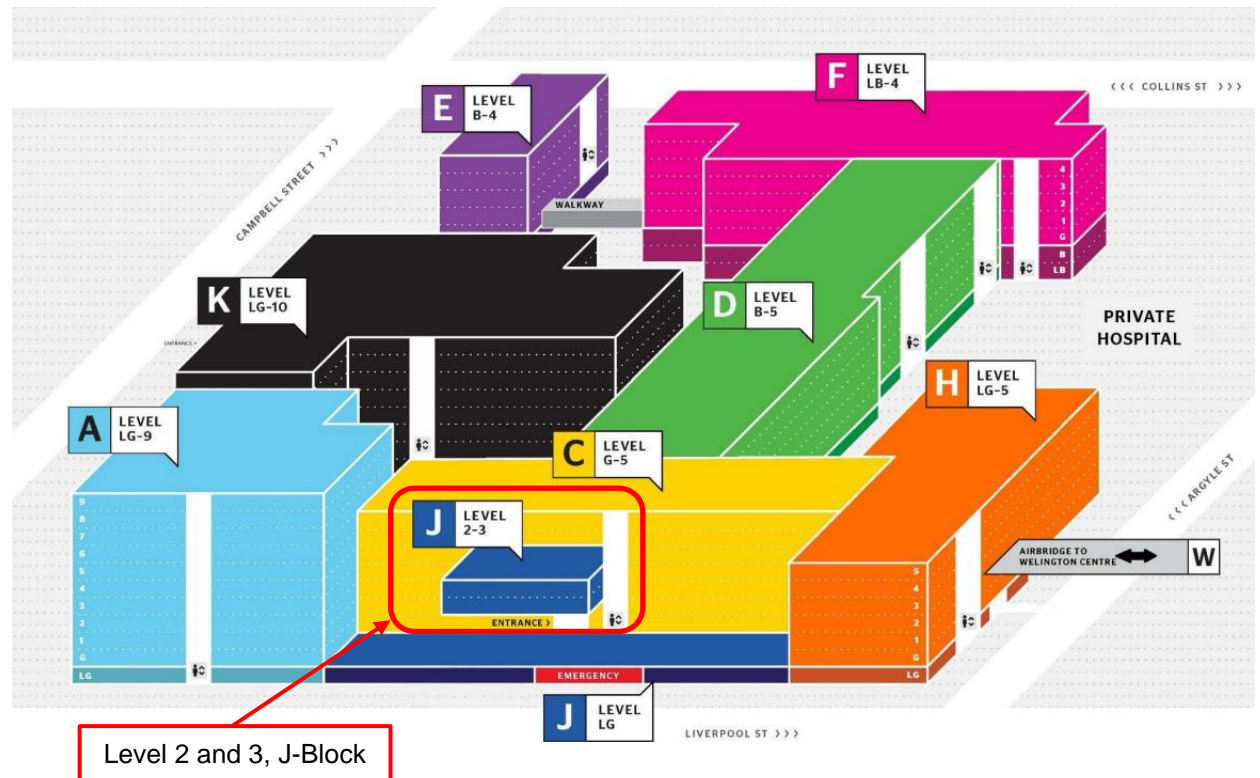 F
LEVEL
LB-4
<<< COLLINS ST >>>
E
LEVEL
B-4
CAMPBELL STREET >>>
WALKWAY
4
3
2
1
G
B
LB
K
LEVEL
LG-10
D
LEVEL
B-5
PRIVATE
HOSPITAL
ENTRANCE >
H
LEVEL
LG-5
A
LEVEL
LG-9
C
LEVEL
G-5
<<< ARGYLE ST
J
LEVEL
2-3
9
8
7
6
5
4
3
2
1
G
LG
AIRBRIDGE TO
WELINGTON CENTRE
W
5
4
3
2
1
G
LG
ENTRANCE >
EMERGENCY
J
LEVEL
LG
LIVERPOOL ST >>>
Level 2 and 3, J-Block